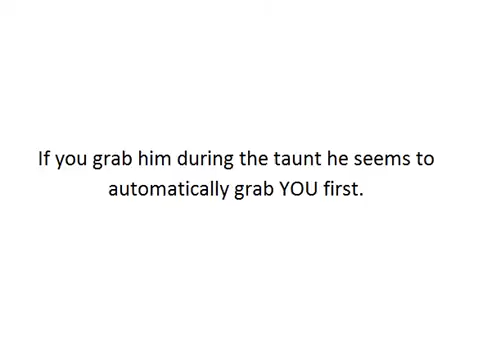 If you grab him during the taunt he seems to
automatically grab YOU first.